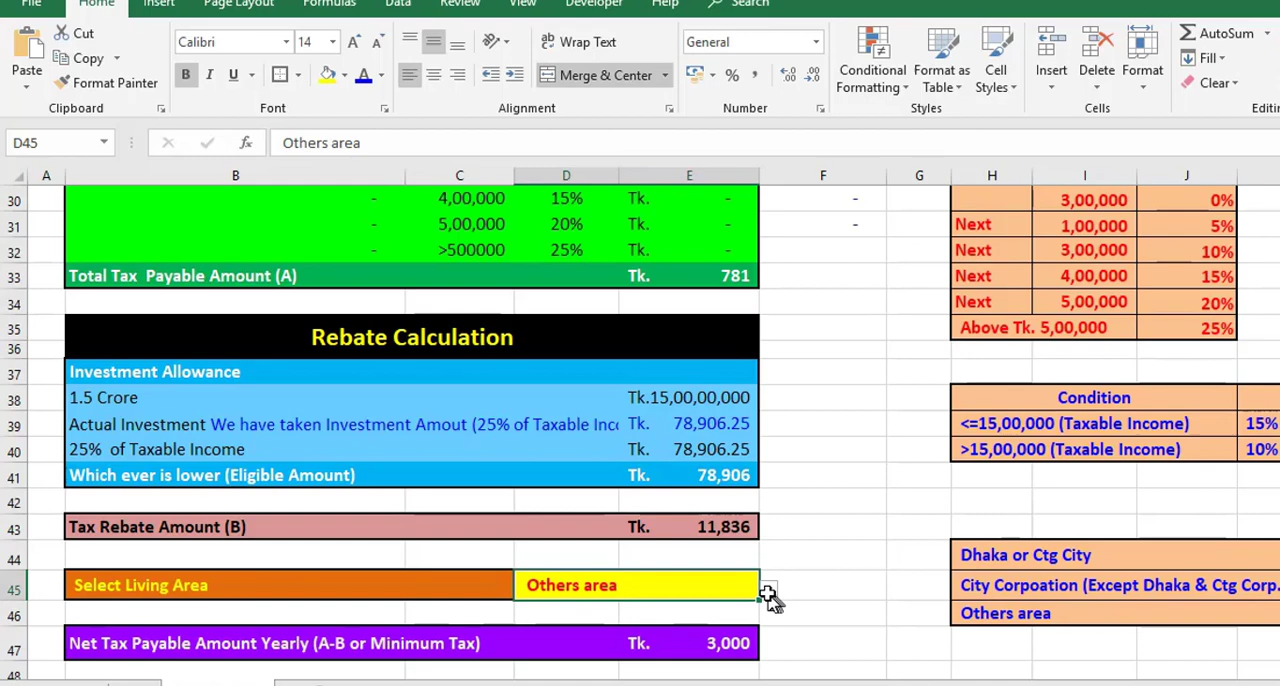 File Home Insert Page Layout Formulas Data Review View Developer Help Search
Cut
Copy
Format Painter
Paste
Clipboard
Calibri 14
B I U
Font
Wrap Text
Merge & Center
Alignment
General
Number
Conditional Formatting
Format as Table
Cell Styles
Styles
Insert Delete Format
Cells
AutoSum
Fill
Clear
D45 fx Others area
A B C D E F G H I J
30 - 4,00,000 15% Tk. - - 3,00,000 0%
31 - 5,00,000 20% Tk. - - Next 1,00,000 5%
32 >500000 25% Tk. - Next 3,00,000 10%
33 Total Tax Payable Amount (A) Tk. 781 Next 4,00,000 15%
34 Next 5,00,000 20%
35 Rebate Calculation Above Tk. 5,00,000 25%
36
37 Investment Allowance
38 1.5 Crore Tk.15,00,00,000 Condition
39 Actual Investment We have taken Investment Amout (25% of Taxable Inc Tk. 78,906.25 <=15,00,000 (Taxable Income) 15%
40 25% of Taxable Income Tk. 78,906.25 >15,00,000 (Taxable Income) 10%
41 Which ever is lower (Eligible Amount) Tk. 78,906
42
43 Tax Rebate Amount (B) Tk. 11,836
44 Dhaka or Ctg City
45 Select Living Area Others area City Corpoation (Except Dhaka & Ctg Corp.
46 Others area
47 Net Tax Payable Amount Yearly (A-B or Minimum Tax) Tk. 3,000
48